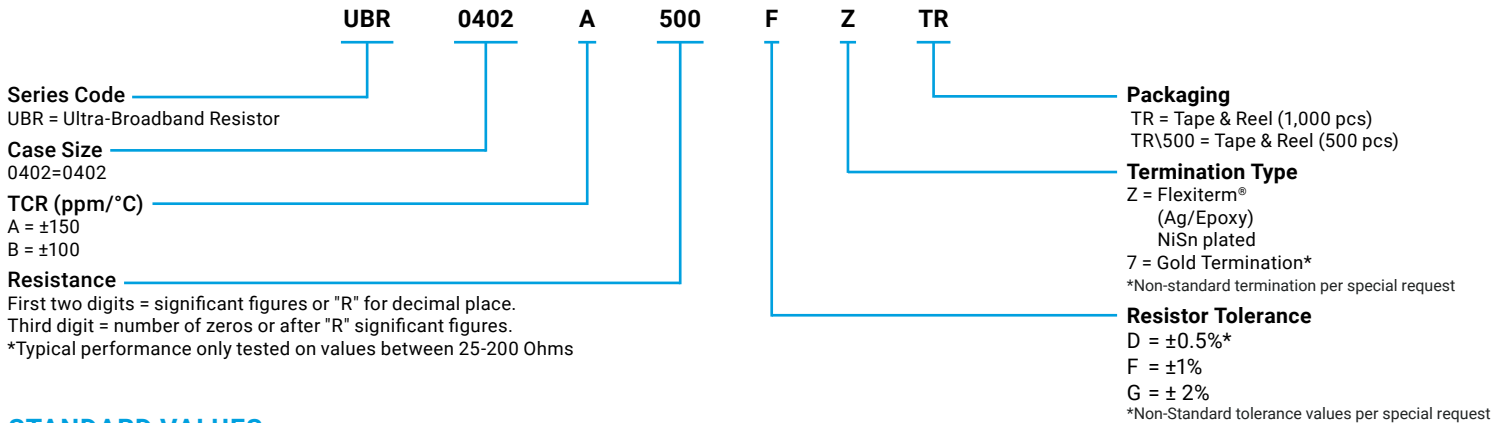 UBR 0402 A 500 F Z TR
Series Code
UBR = Ultra-Broadband Resistor
Case Size
0402=0402
TCR (ppm/°C)
A = ±150
B = ±100
Resistance
First two digits = significant figures or "R" for decimal place.
Third digit = number of zeros or after "R" significant figures.
*Typical performance only tested on values between 25-200 Ohms
Packaging
TR = Tape & Reel (1,000 pcs)
TR\500 = Tape & Reel (500 pcs)
Termination Type
Z = Flexiterm®
(Ag/Epoxy)
NiSn plated
7 = Gold Termination*
*Non-standard termination per special request
Resistor Tolerance
D = ±0.5%*
F = ±1%
G = ± 2%
*Non-Standard tolerance values per special request
STANDARD VALUES